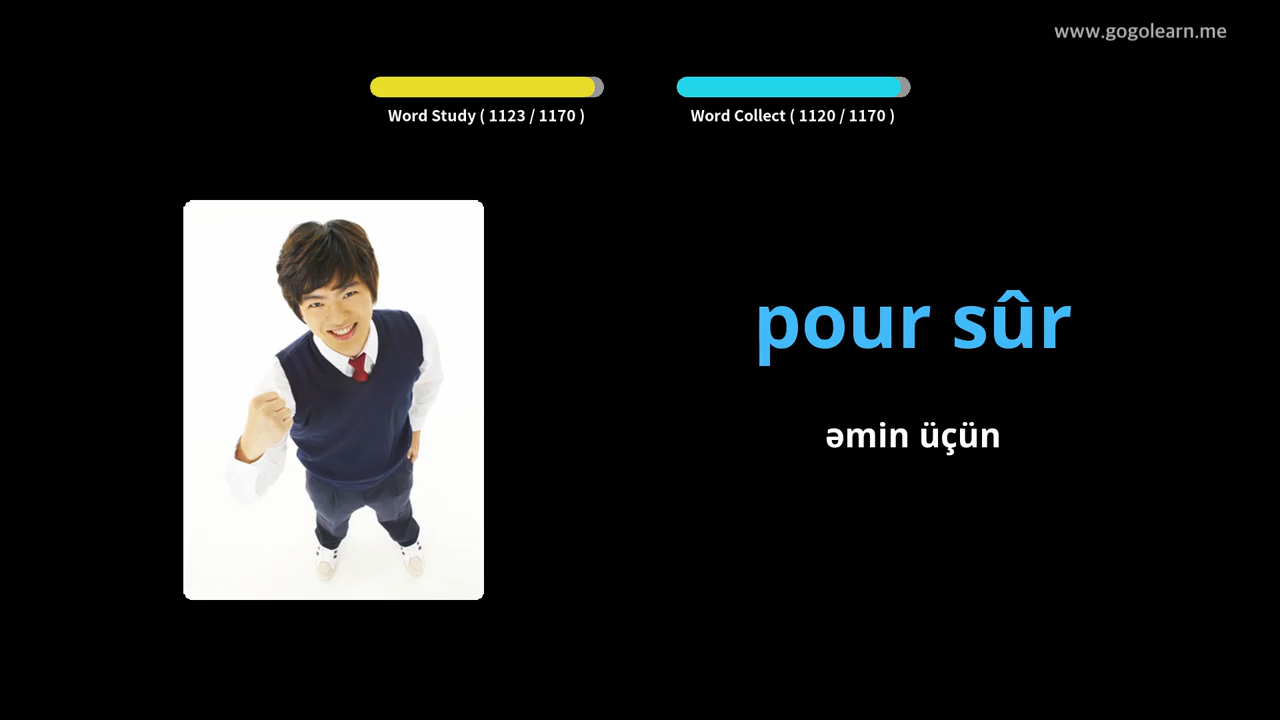 www.gogolearn.me
Word Study ( 1123 / 1170 )
Word Collect ( 1120 / 1170 )
pour sûr
əmin üçün